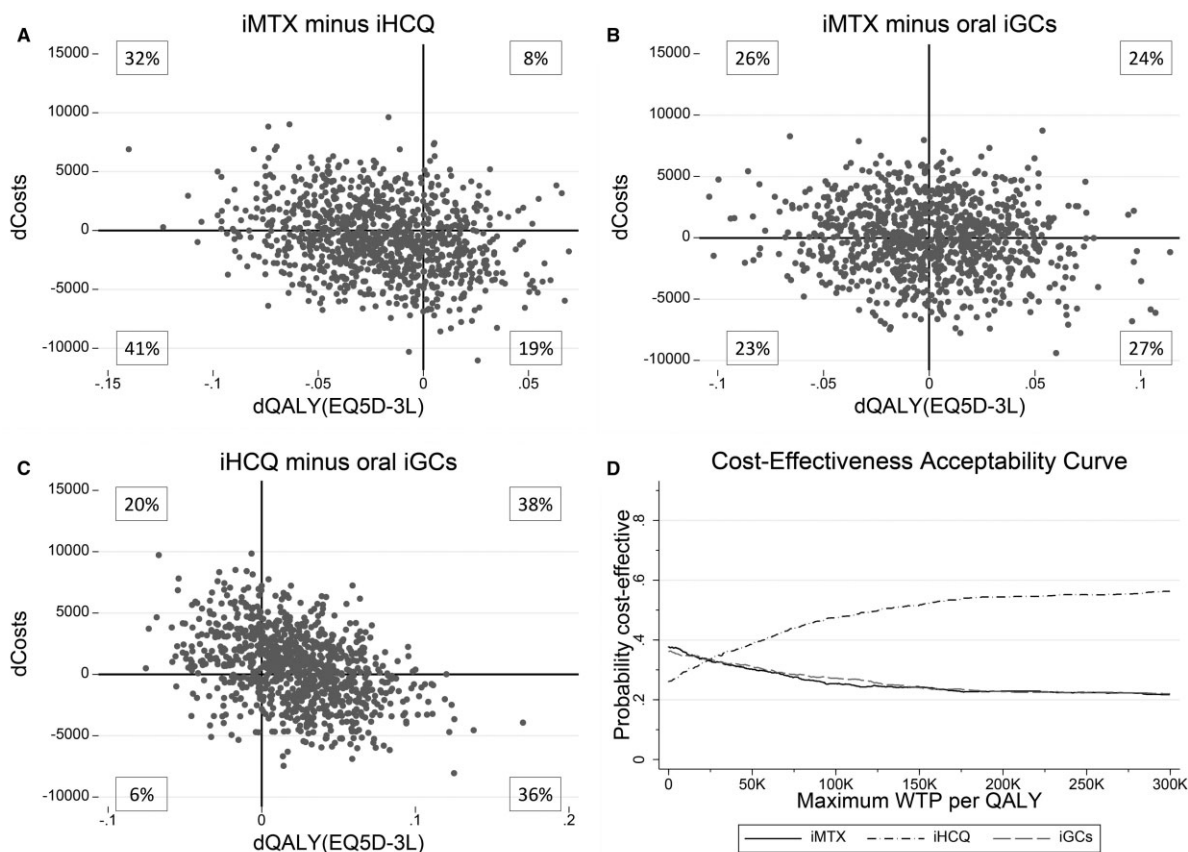 A
iMTX minus iHCQ
15000
10000
5000
0
-5000
-10000
dCosts
32%
8%
41%
19%
-.15
-.1
-.05
0
.05
dQALY(EQ5D-3L)
B
iMTX minus oral iGCs
15000
10000
5000
0
-5000
-10000
dCosts
26%
24%
23%
27%
-.1
-.05
0
.05
.1
dQALY(EQ5D-3L)
C
iHCQ minus oral iGCs
15000
10000
5000
0
-5000
-10000
dCosts
20%
38%
6%
36%
-.1
0
.1
.2
dQALY(EQ5D-3L)
D
Cost-Effectiveness Acceptability Curve
Probability cost-effective
.8
.6
.4
.2
0
0
50K
100K
150K
200K
250K
300K
Maximum WTP per QALY
iMTX
iHCQ
iGCs